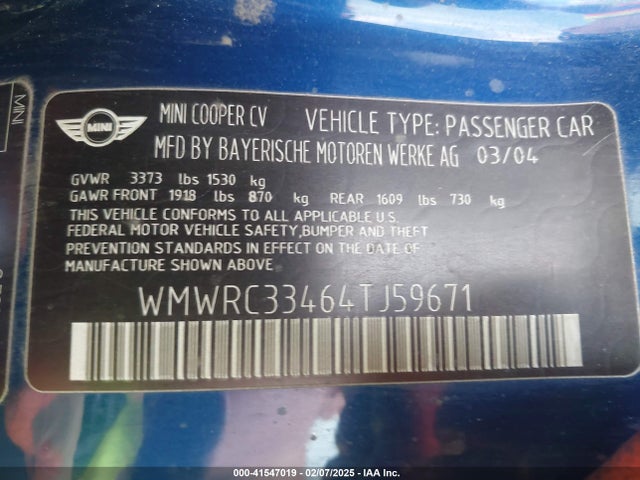 MINI COOPER CV VEHICLE TYPE: PASSENGER CAR
MINI
MFD BY BAYERISCHE MOTOREN WERKE AG 03/04
GVWR 3373 lbs 1530 kg
GAWR FRONT 1918 lbs 870 kg REAR 1609 lbs 730 kg
THIS VEHICLE CONFORMS TO ALL APPLICABLE U.S.
FEDERAL MOTOR VEHICLE SAFETY,BUMPER AND THEFT
PREVENTION STANDARDS IN EFFECT ON THE DATE OF
MANUFACTURE SHOWN ABOVE.
WMWRC33464TJ59671
MINI
000-41547019 - 02/07/2025 - IAA Inc.